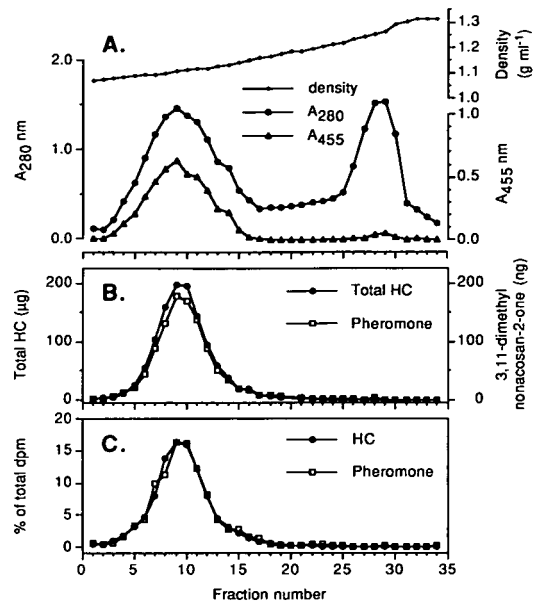 A.
2.0
1.0
0.0
A280 nm
density
A280
A455
1.3
1.2
1.1
1.0
Density
(g ml⁻¹)
1.0
0.5
0.0
A455 nm
B.
200
100
0
Total HC (µg)
Total HC
Pheromone
200
100
0
3,11-dimethyl
nonacosan-2-one (ng)
C.
20
15
10
5
0
% of total dpm
HC
Pheromone
0 5 10 15 20 25 30 35
Fraction number